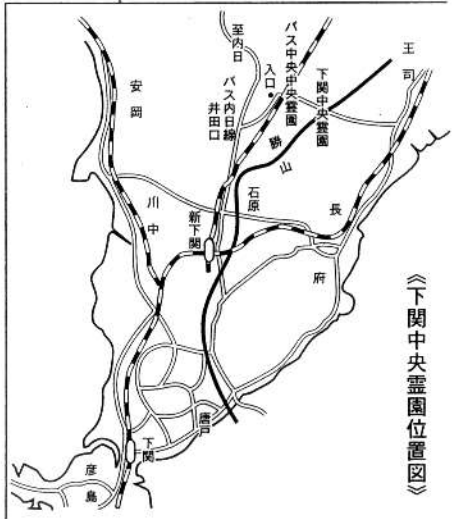 王司
下関中央霊園
バス中央霊園
入口
至内日
バス内日線
井田口
安岡
勝山
石原
長府
川中
新下関
《下関中央霊園位置図》
唐戸
下関
彦島